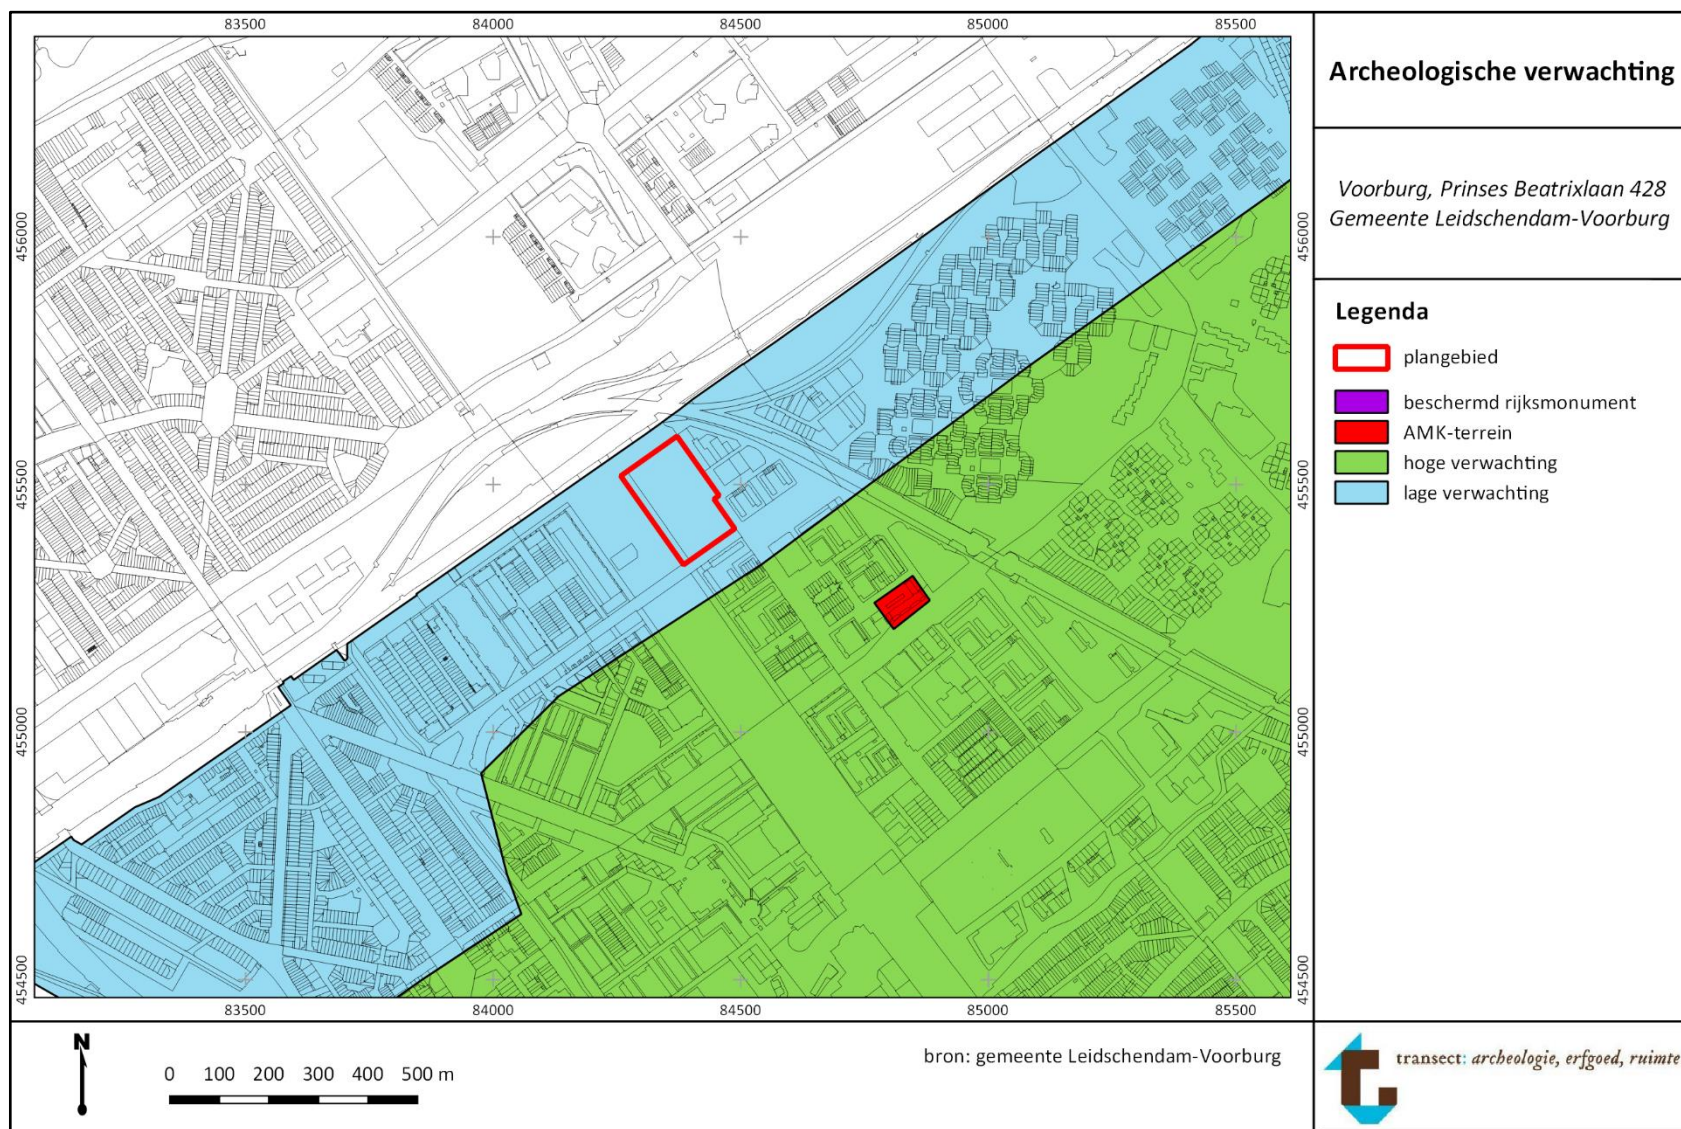 83500 84000 84500 85000 85500
456000 456000
455500 455500
455000 455000
454500 454500
83500 84000 84500 85000 85500
Archeologische verwachting
Voorburg, Prinses Beatrixlaan 428
Gemeente Leidschendam-Voorburg
Legenda
plangebied
beschermd rijksmonument
AMK-terrein
hoge verwachting
lage verwachting
N
0 100 200 300 400 500 m
bron: gemeente Leidschendam-Voorburg
transect: archeologie, erfgoed, ruimte